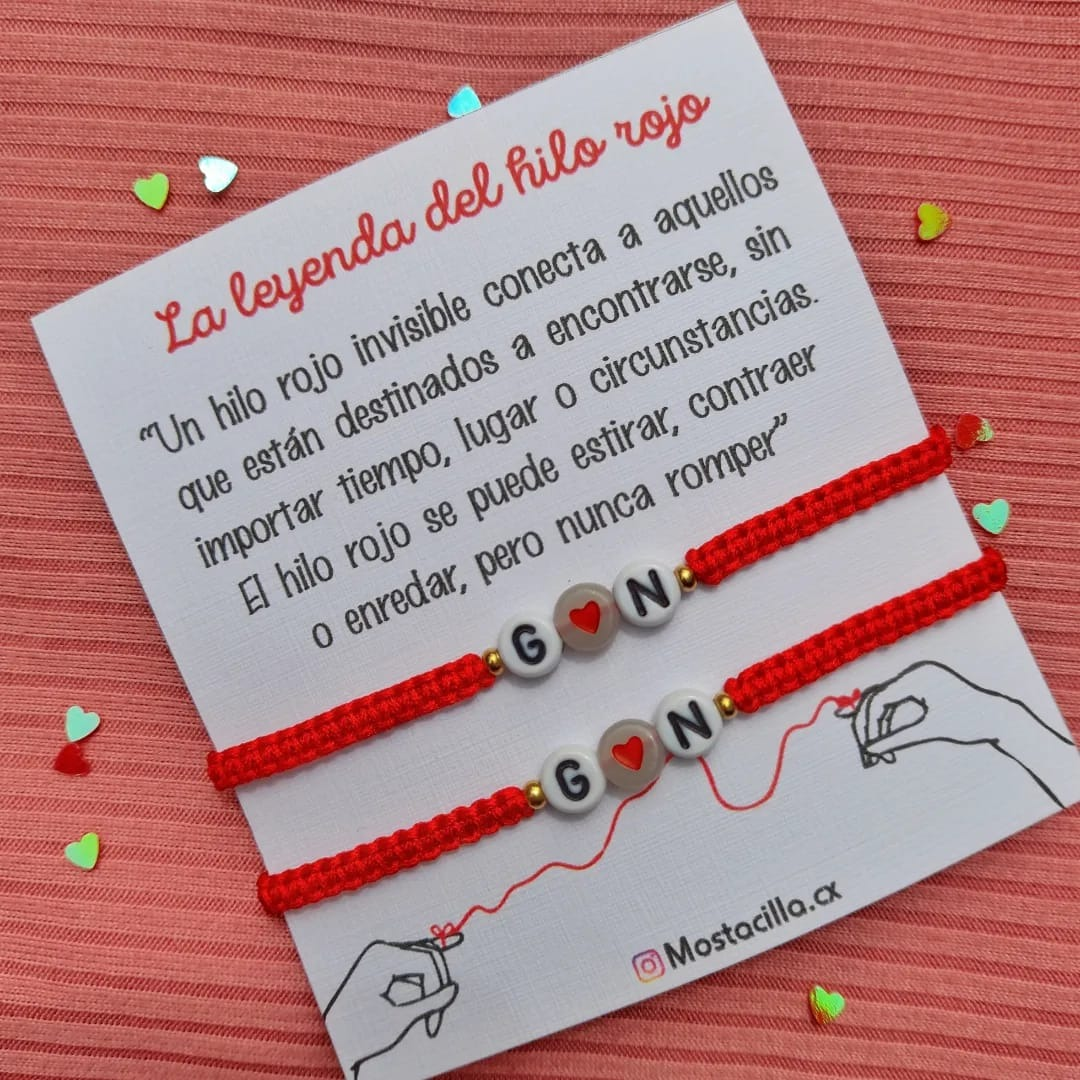 La leyenda del hilo rojo
"Un hilo rojo invisible conecta a aquellos
que están destinados a encontrarse, sin
importar tiempo, lugar o circunstancias.
El hilo rojo se puede estirar, contraer
o enredar, pero nunca romper"
G N
G N
Mostacilla.cx